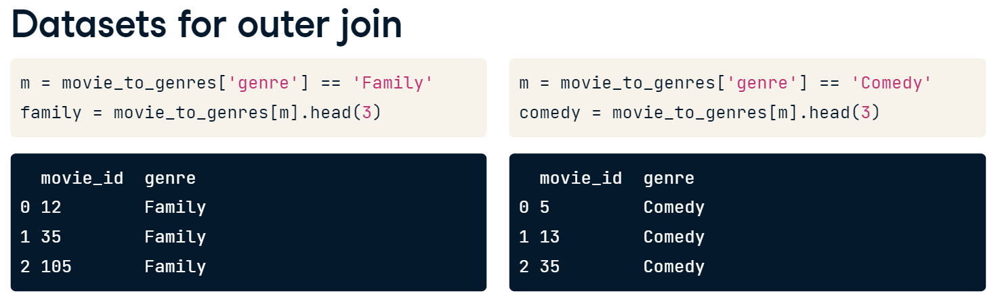 Datasets for outer join
m = movie_to_genres['genre'] == 'Family'
family = movie_to_genres[m].head(3)
  movie_id  genre
0 12        Family
1 35        Family
2 105       Family
m = movie_to_genres['genre'] == 'Comedy'
comedy = movie_to_genres[m].head(3)
  movie_id  genre
0 5         Comedy
1 13        Comedy
2 35        Comedy